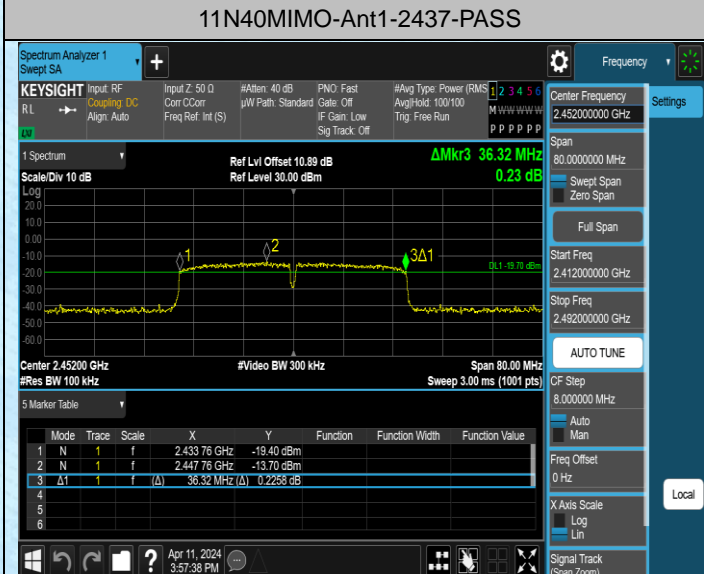 11N40MIMO-Ant1-2437-PASS
Spectrum Analyzer 1
Swept SA
+
Frequency
KEYSIGHT
RL
LXI
Input: RF
Coupling: DC
Align: Auto
Input Z: 50 Ω
Corr CCorr
Freq Ref: Int (S)
#Atten: 40 dB
µW Path: Standard
PNO: Fast
Gate: Off
IF Gain: Low
Sig Track: Off
#Avg Type: Power (RMS
Avg|Hold: 100/100
Trig: Free Run
1 2 3 4 5 6
M W W W W W
P P P P P P
1 Spectrum
Scale/Div 10 dB
Ref Lvl Offset 10.89 dB
Ref Level 30.00 dBm
ΔMkr3 36.32 MHz
0.23 dB
Log
20.0
10.0
0.00
-10.0
-20.0
-30.0
-40.0
-50.0
-60.0
1
2
3Δ1
DL1 -19.70 dBm
Center 2.45200 GHz
#Res BW 100 kHz
#Video BW 300 kHz
Span 80.00 MHz
Sweep 3.00 ms (1001 pts)
5 Marker Table
Mode Trace Scale X Y Function Function Width Function Value
1 N 1 f 2.433 76 GHz -19.40 dBm
2 N 1 f 2.447 76 GHz -13.70 dBm
3 Δ1 1 f (Δ) 36.32 MHz (Δ) 0.2258 dB
4
5
6
Apr 11, 2024
3:57:38 PM
?
Center Frequency
2.452000000 GHz
Span
80.0000000 MHz
Swept Span
Zero Span
Full Span
Start Freq
2.412000000 GHz
Stop Freq
2.492000000 GHz
AUTO TUNE
CF Step
8.000000 MHz
Auto
Man
Freq Offset
0 Hz
X Axis Scale
Log
Lin
Signal Track
(Span Zoom)
Settings
Local